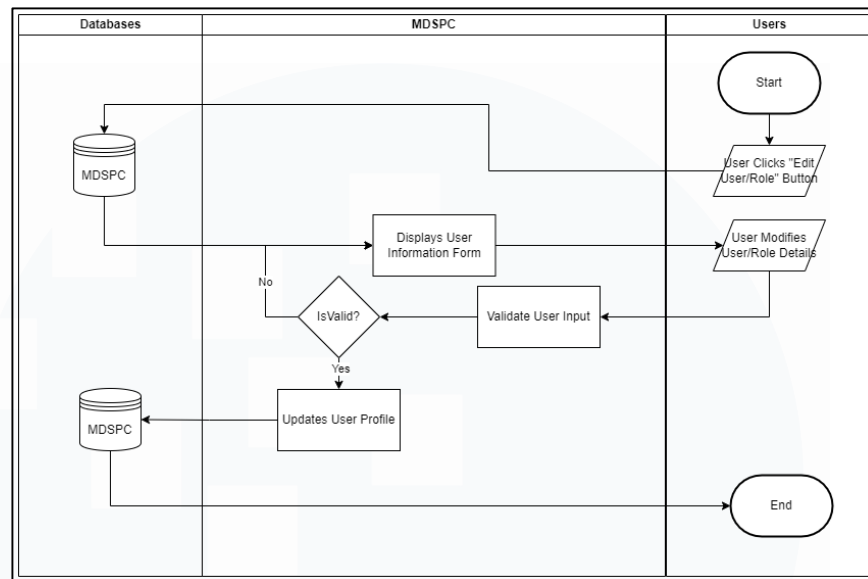 Databases
MDSPC
Users
Start
MDSPC
User Clicks "Edit
User/Role" Button
Displays User
Information Form
User Modifies
User/Role Details
No
IsValid?
Validate User Input
Yes
MDSPC
Updates User Profile
End